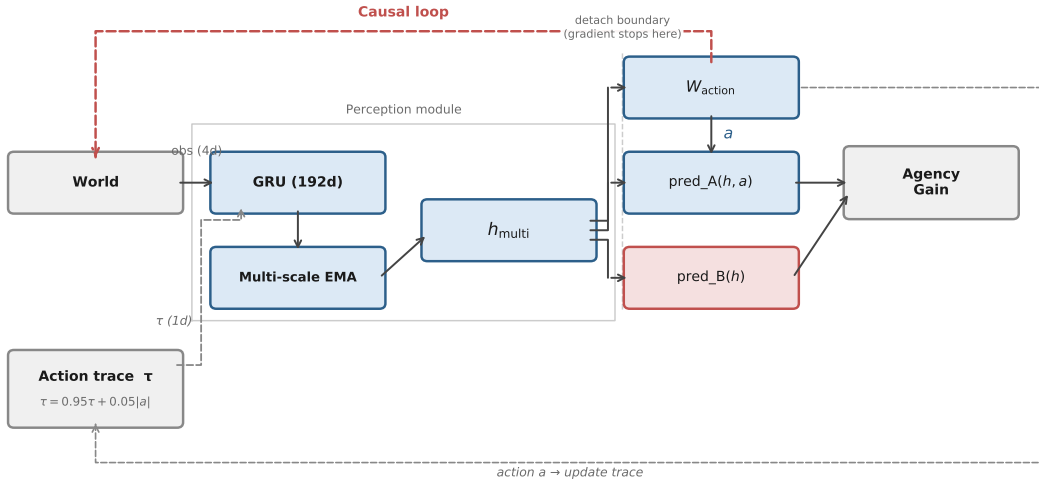 Causal loop
detach boundary
(gradient stops here)
W_action
Perception module
a
obs (4d)
World
GRU (192d)
pred_A(h, a)
Agency
Gain
h_multi
Multi-scale EMA
pred_B(h)
τ (1d)
Action trace τ
τ = 0.95τ + 0.05|a|
action a → update trace